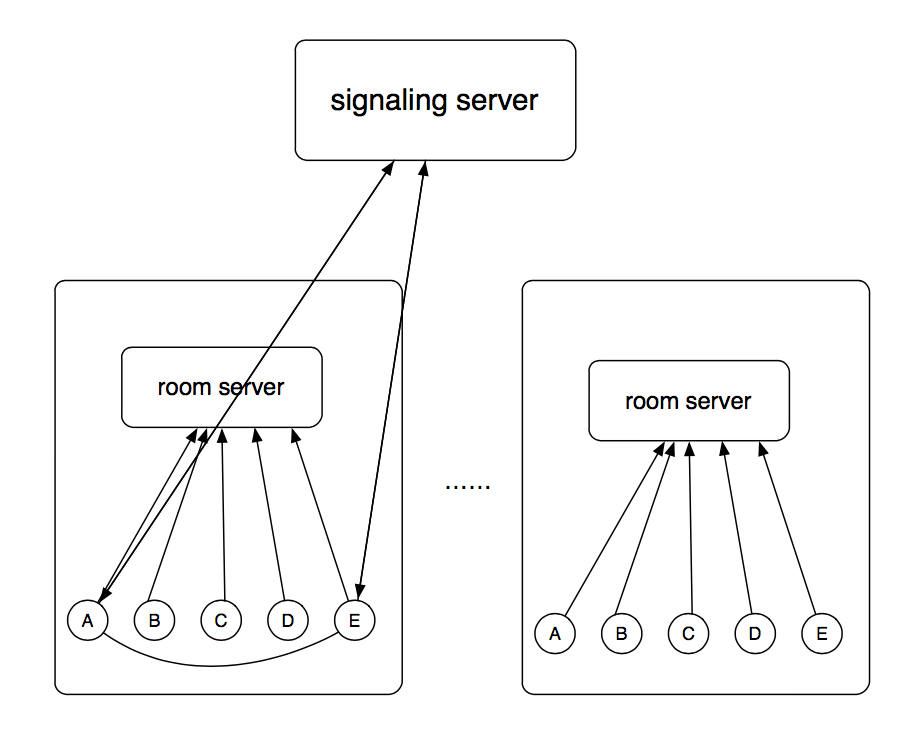 signaling server
room server
room server
......
A
B
C
D
E
A
B
C
D
E